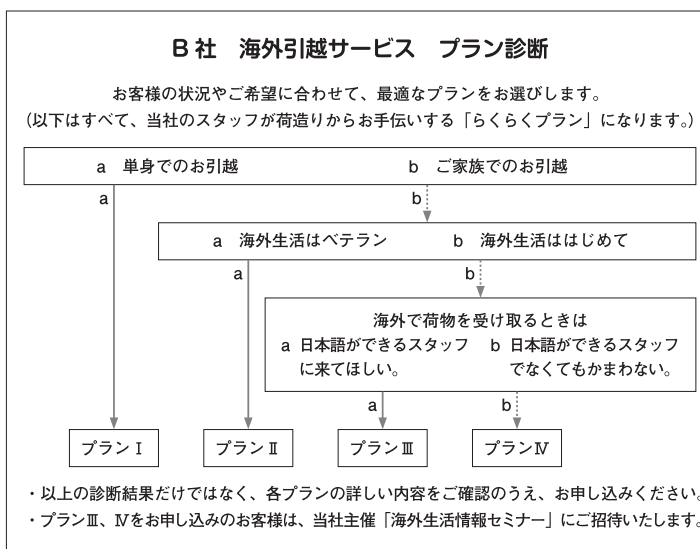 B社　海外引越サービス　プラン診断
お客様の状況やご希望に合わせて、最適なプランをお選びします。
（以下はすべて、当社のスタッフが荷造りからお手伝いする「らくらくプラン」になります。）
a　単身でのお引越　b　ご家族でのお引越
a　b
a　海外生活はベテラン　b　海外生活ははじめて
a　b
海外で荷物を受け取るときは
a　日本語ができるスタッフ　b　日本語ができるスタッフ
に来てほしい。　でなくてもかまわない。
a　b
プランⅠ　プランⅡ　プランⅢ　プランⅣ
・以上の診断結果だけではなく、各プランの詳しい内容をご確認のうえ、お申し込みください。
・プランⅢ、Ⅳをお申し込みのお客様は、当社主催「海外生活情報セミナー」にご招待いたします。